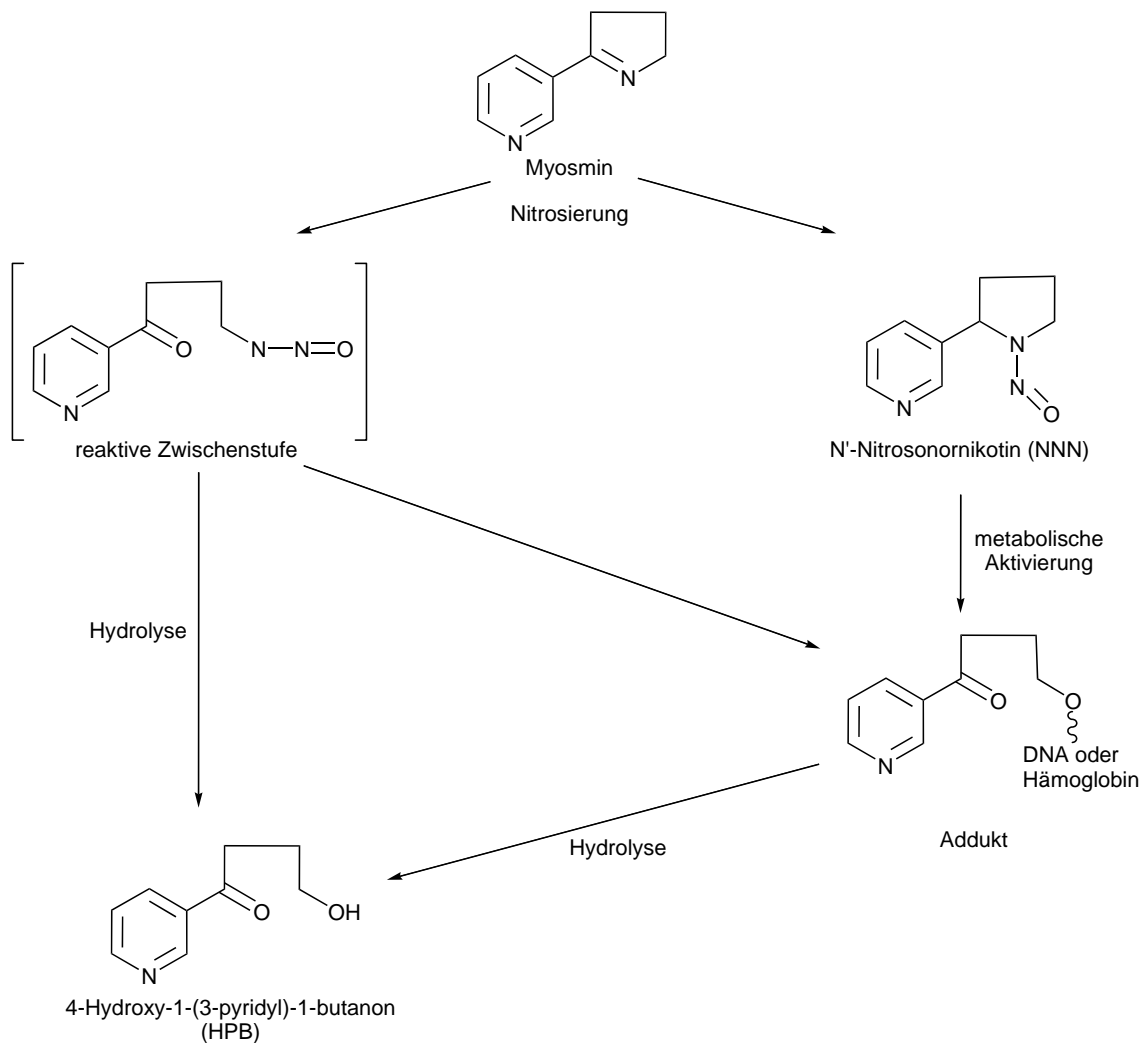 N
N
Myosmin
Nitrosierung
O
N
N
O
N
reaktive Zwischenstufe
N
N
N
O
N'-Nitrosonornikotin (NNN)
metabolische
Aktivierung
Hydrolyse
O
O
N
DNA oder
Hämoglobin
Addukt
Hydrolyse
O
OH
N
4-Hydroxy-1-(3-pyridyl)-1-butanon
(HPB)